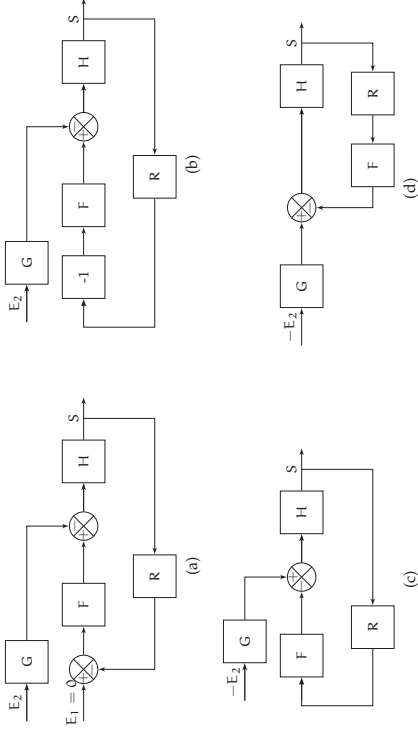 E₂
G
E₁ = 0
+
−
F
−
+
H
S
R
(a)
E₂
G
-1
F
−
+
H
S
R
(b)
−E₂
G
F
+
−
H
S
R
(c)
−E₂
G
+
−
H
S
F
R
(d)